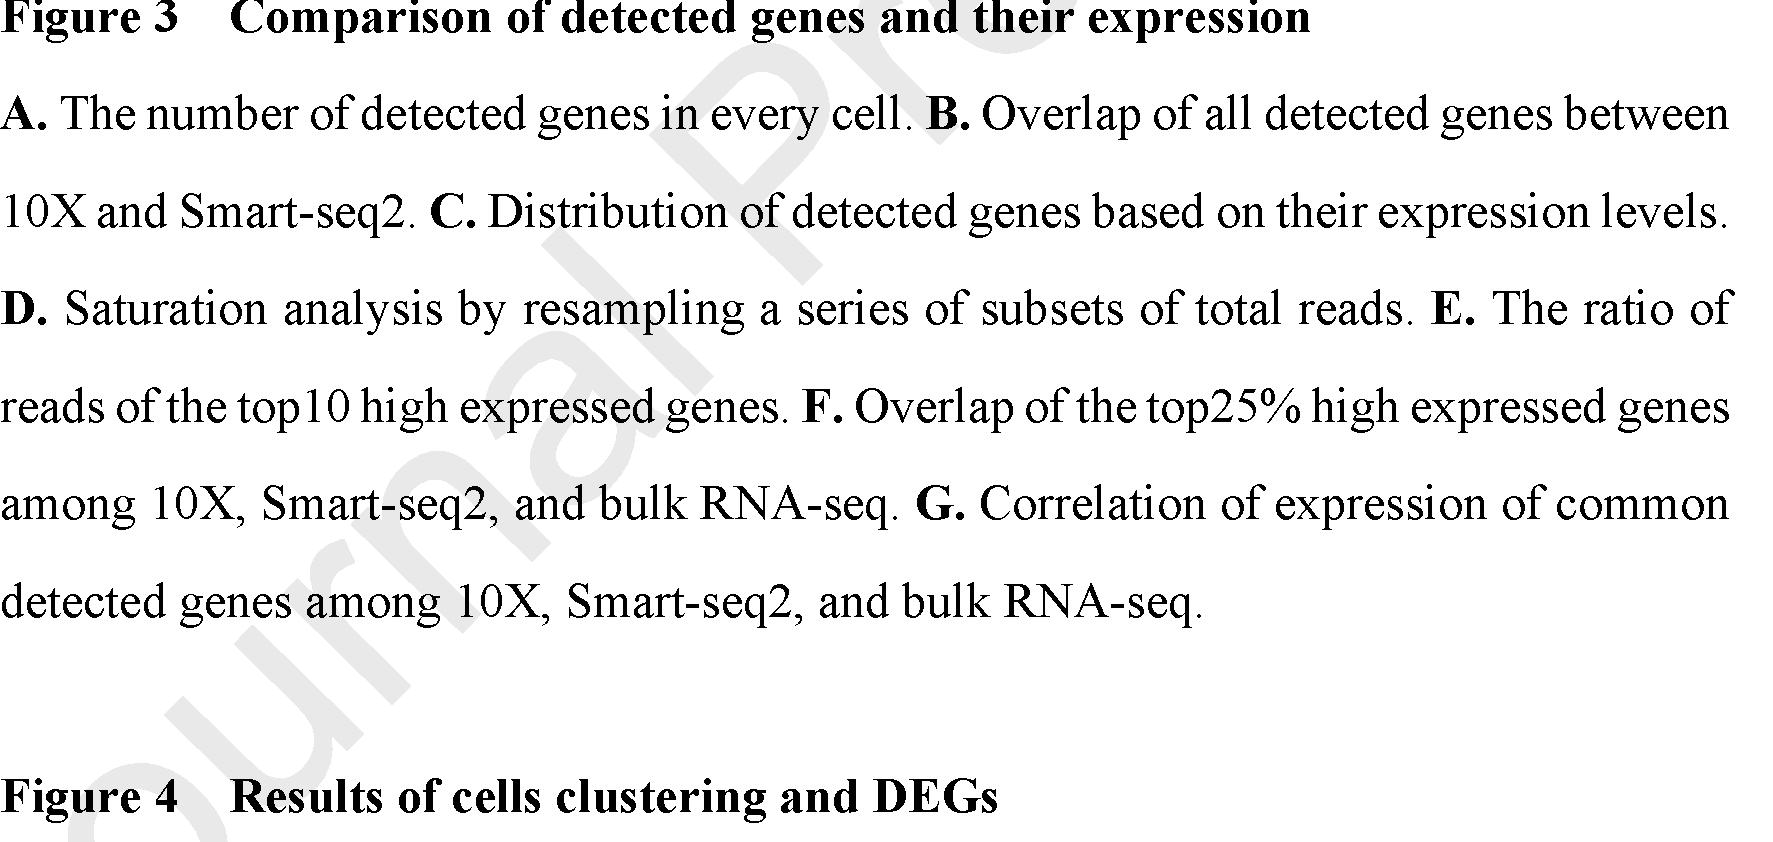 Figure 3 Comparison of detected genes and their expression
A. The number of detected genes in every cell. B. Overlap of all detected genes between
10X and Smart-seq2. C. Distribution of detected genes based on their expression levels.
D. Saturation analysis by resampling a series of subsets of total reads. E. The ratio of
reads of the top10 high expressed genes. F. Overlap of the top25% high expressed genes
among 10X, Smart-seq2, and bulk RNA-seq. G. Correlation of expression of common
detected genes among 10X, Smart-seq2, and bulk RNA-seq.
Figure 4 Results of cells clustering and DEGs